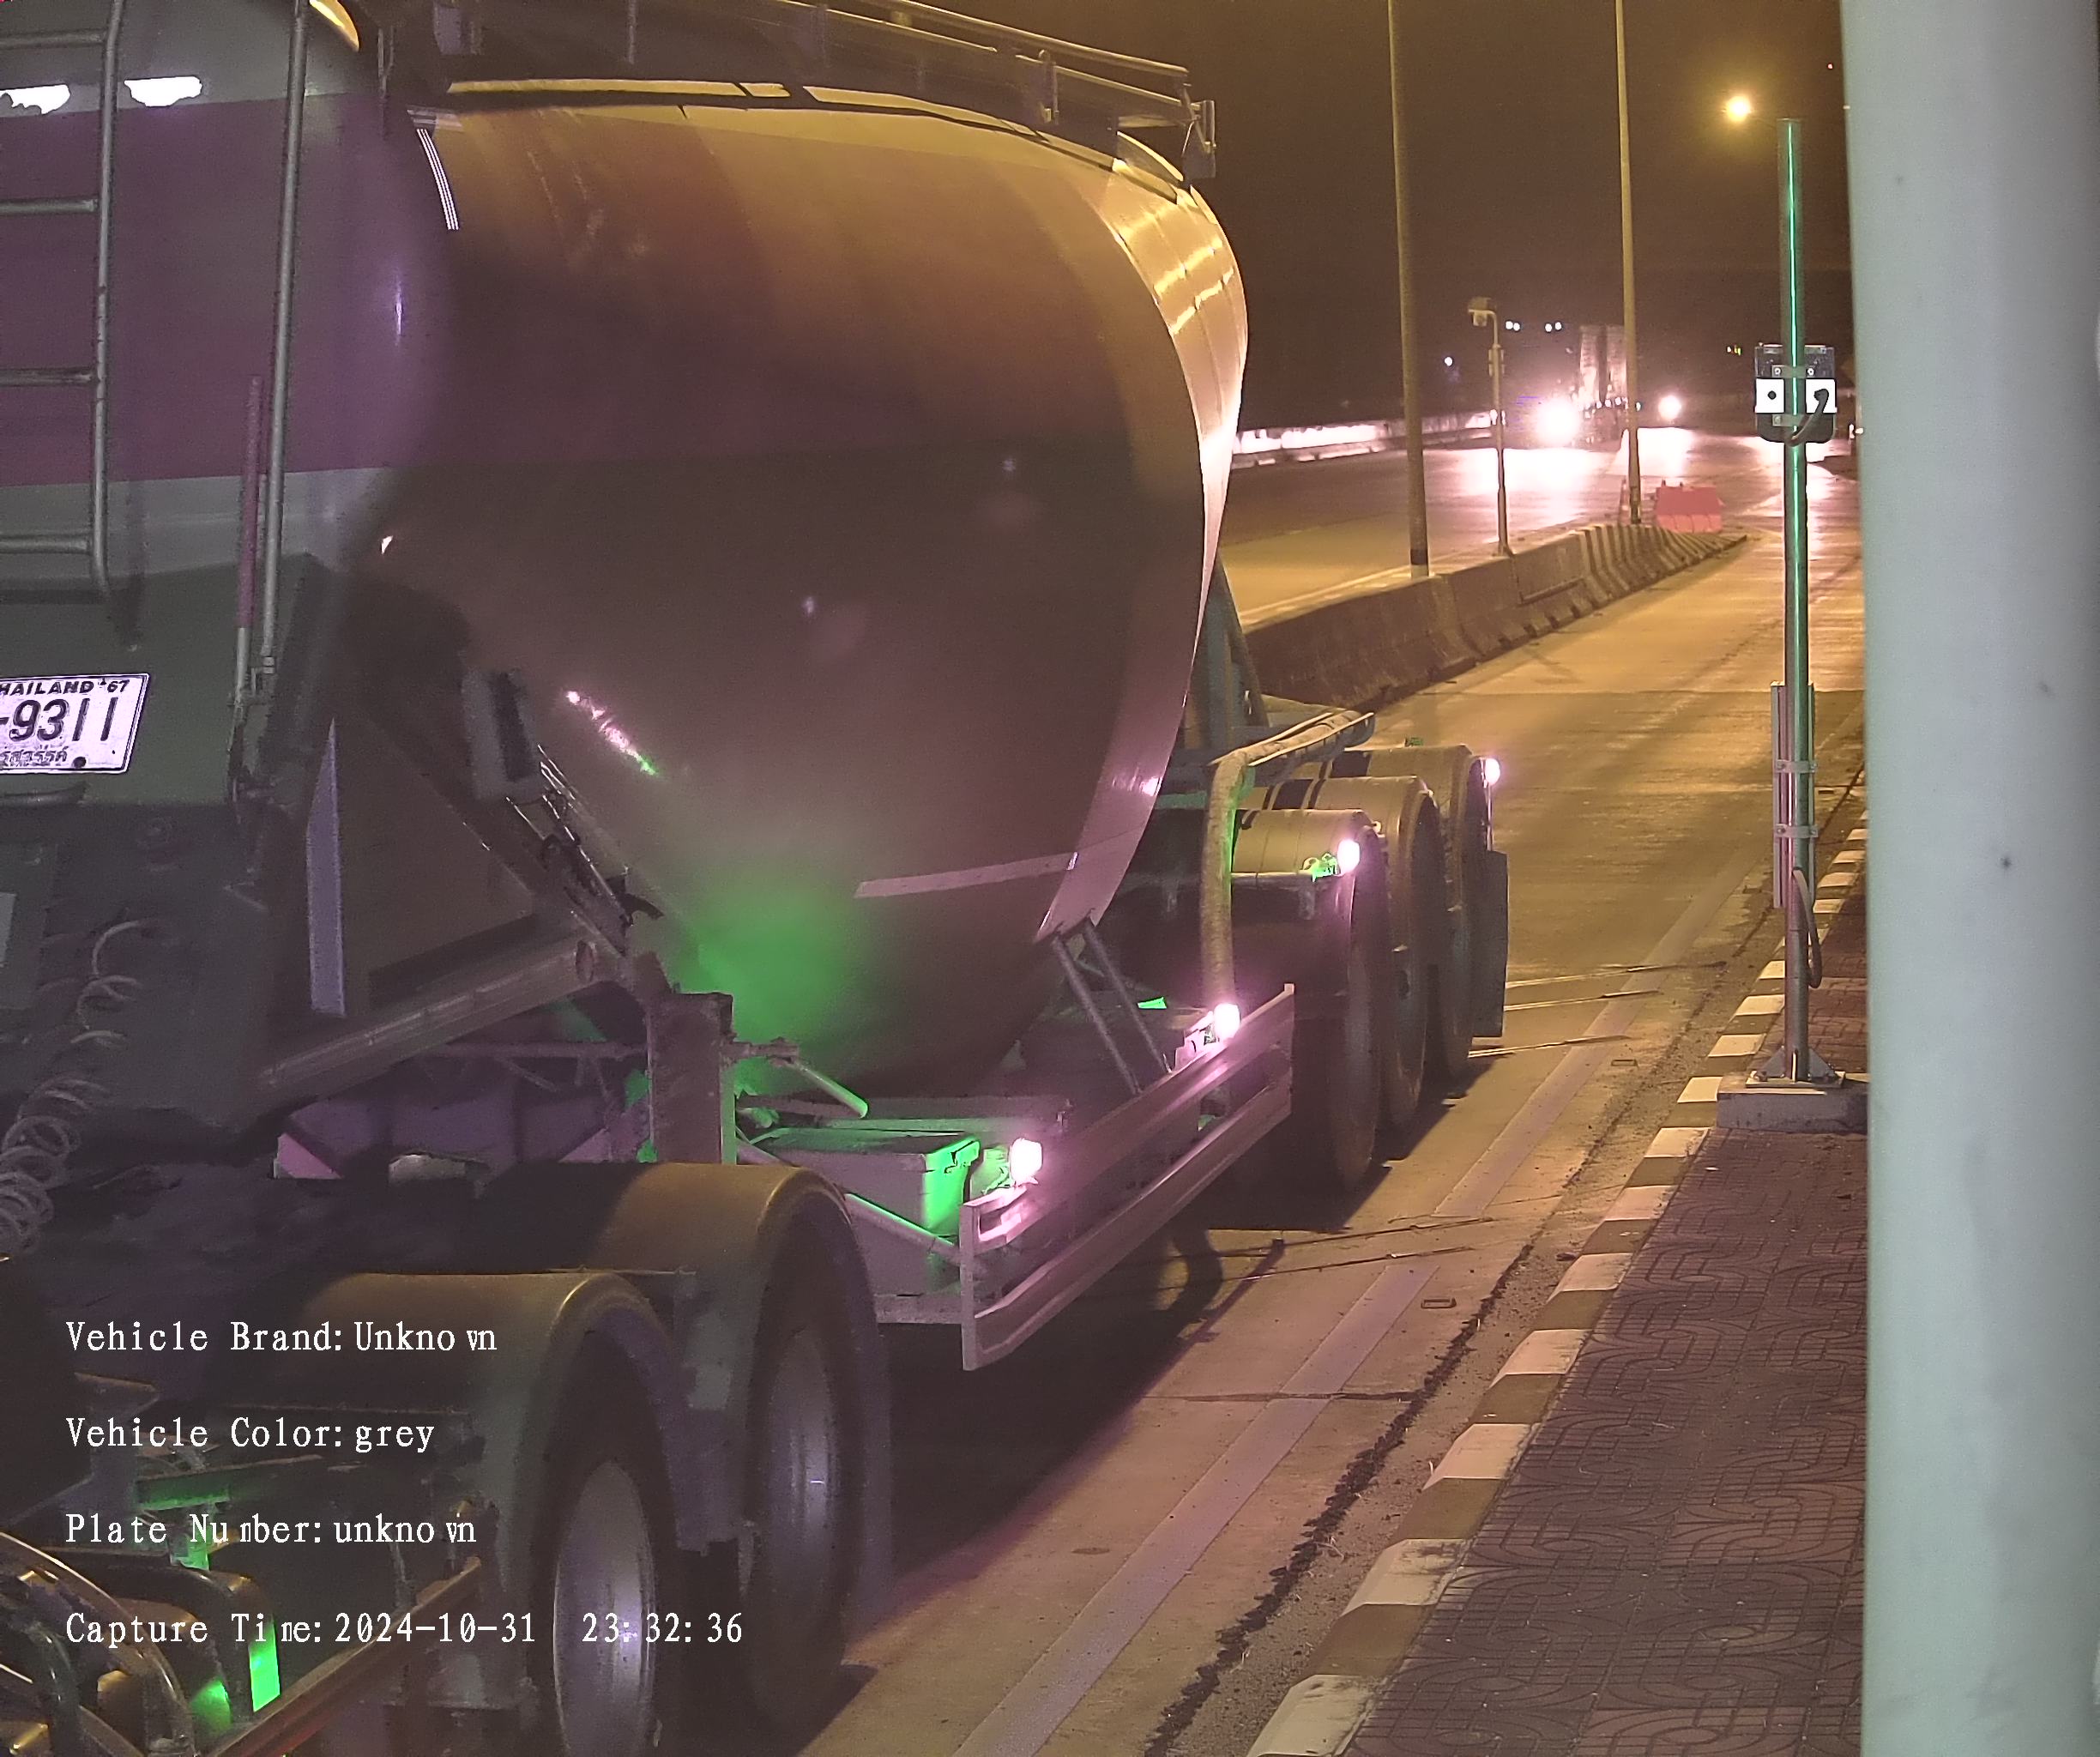 HAILAND '67
-9311
Vehicle Brand:Unknown
Vehicle Color:grey
Plate Number:unknown
Capture Time:2024-10-31 23:32:36